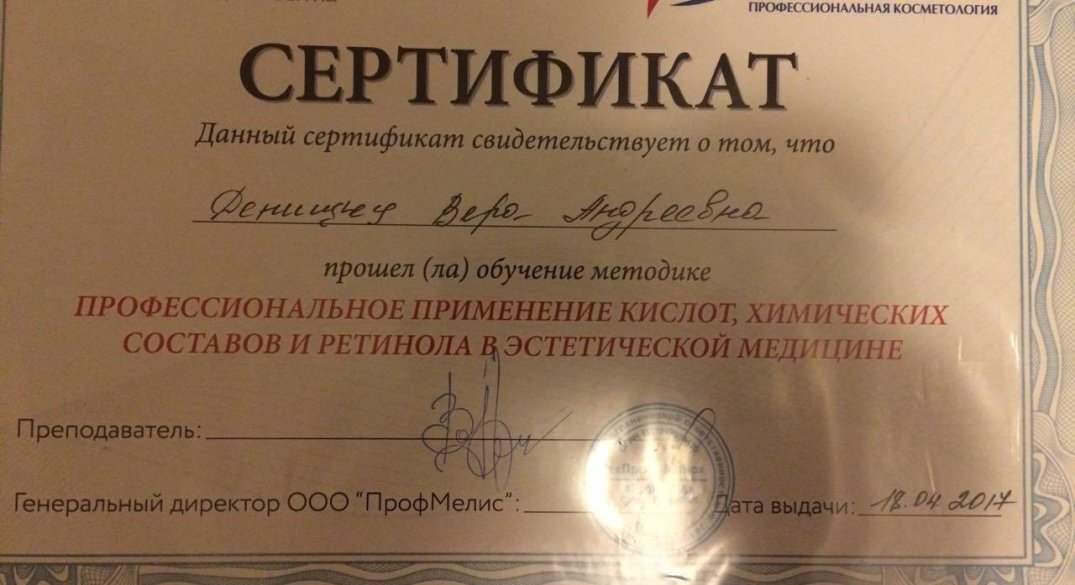 ПРОФЕССИОНАЛЬНАЯ КОСМЕТОЛОГИЯ
СЕРТИФИКАТ
Данный сертификат свидетельствует о том, что
Вера Андреевна
прошел (ла) обучение методике
ПРОФЕССИОНАЛЬНОЕ ПРИМЕНЕНИЕ КИСЛОТ, ХИМИЧЕСКИХ
СОСТАВОВ И РЕТИНОЛА В ЭСТЕТИЧЕСКОЙ МЕДИЦИНЕ
Преподаватель:
Генеральный директор ООО "ПрофМелис":
Дата выдачи: 18.04.2017